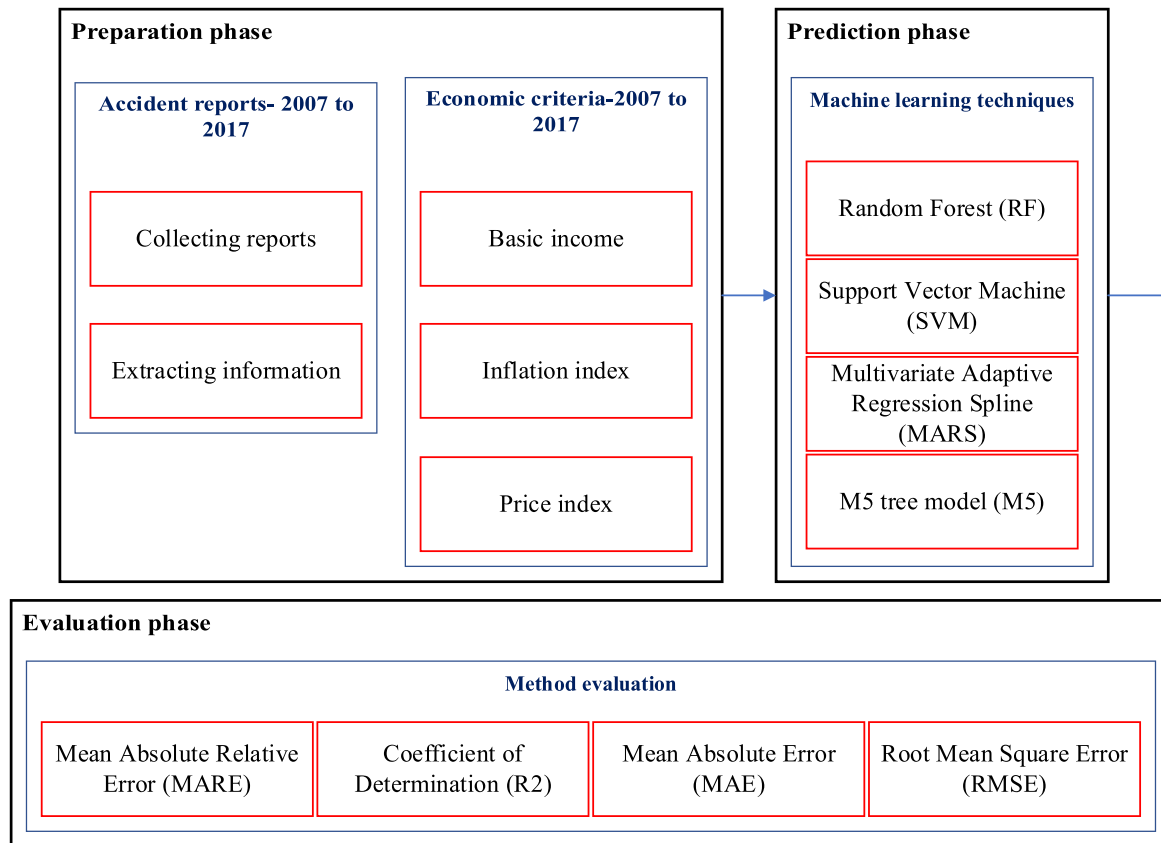 Preparation phase
Accident reports- 2007 to
2017
Collecting reports
Extracting information
Economic criteria-2007 to
2017
Basic income
Inflation index
Price index
Prediction phase
Machine learning techniques
Random Forest (RF)
Support Vector Machine
(SVM)
Multivariate Adaptive
Regression Spline
(MARS)
M5 tree model (M5)
Evaluation phase
Method evaluation
Mean Absolute Relative
Error (MARE)
Coefficient of
Determination (R2)
Mean Absolute Error
(MAE)
Root Mean Square Error
(RMSE)